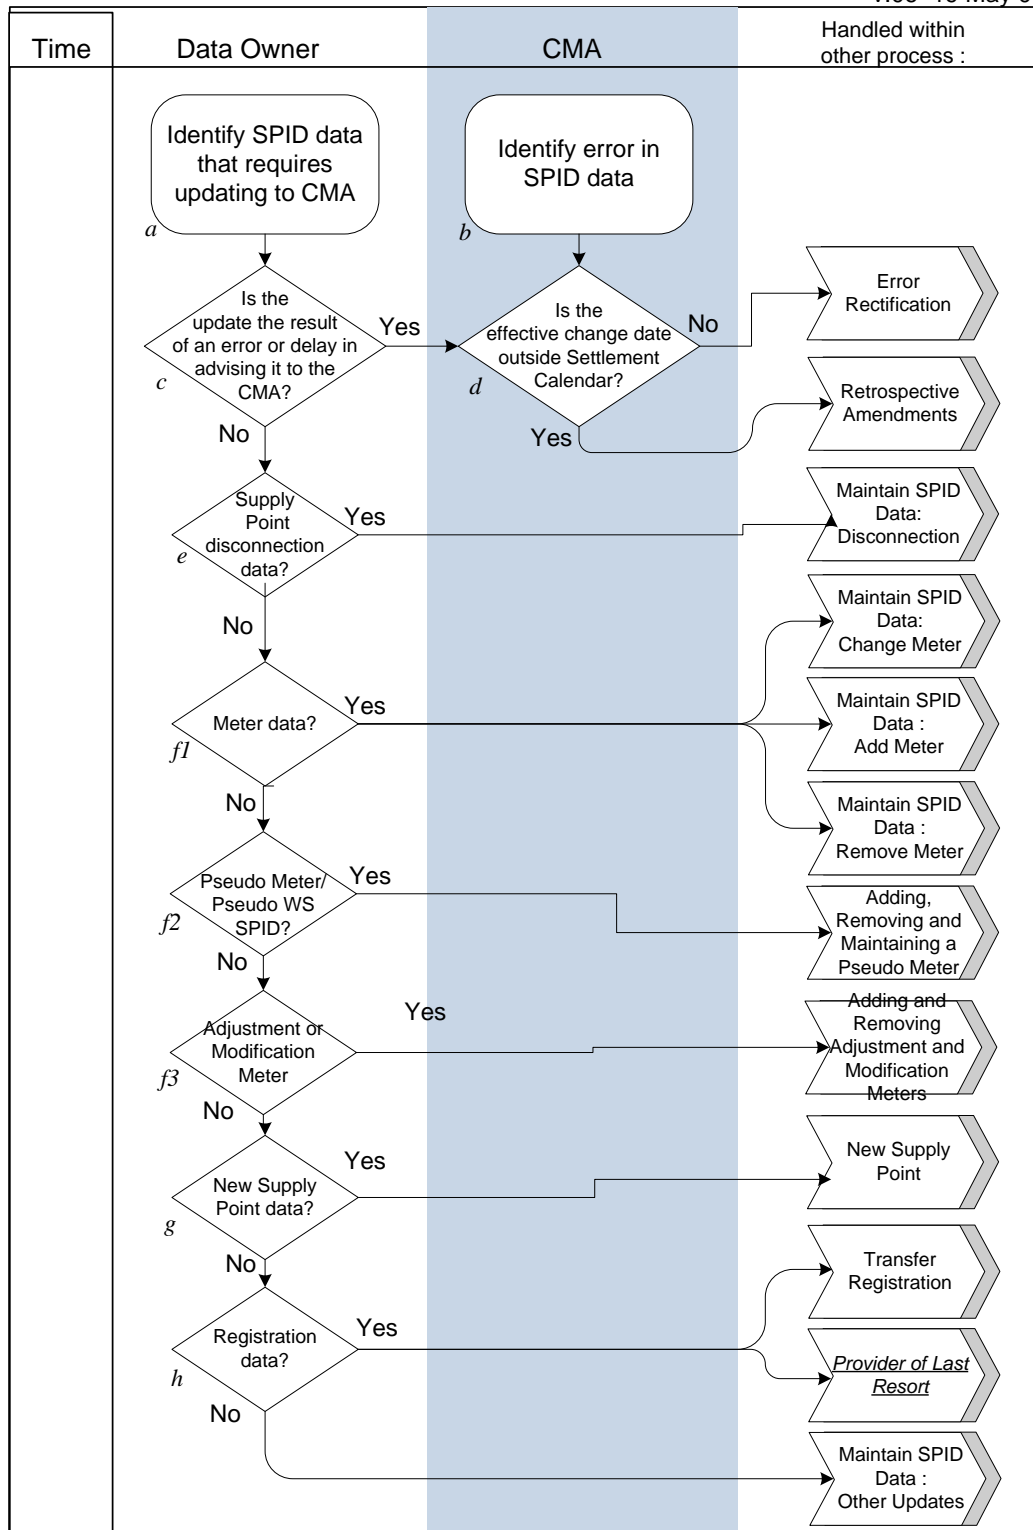 Time
Data Owner
CMA
Handled within
other process :
Identify SPID data
that requires
updating to CMA
a
Identify error in
SPID data
b
Is the
update the result
of an error or delay in
advising it to the
CMA?
c
Yes
No
Is the
effective change date
outside Settlement
Calendar?
d
No
Yes
Error
Rectification
Retrospective
Amendments
Supply
Point
disconnection
data?
e
Yes
No
Maintain SPID
Data:
Disconnection
Meter data?
f1
Yes
No
Maintain SPID
Data:
Change Meter
Maintain SPID
Data :
Add Meter
Maintain SPID
Data :
Remove Meter
Pseudo Meter/
Pseudo WS
SPID?
f2
Yes
No
Adding,
Removing and
Maintaining a
Pseudo Meter
Adjustment or
Modification
Meter
f3
Yes
No
Adding and
Removing
Adjustment and
Modification
Meters
New Supply
Point data?
g
Yes
No
New Supply
Point
Registration
data?
h
Yes
No
Transfer
Registration
Provider of Last
Resort
Maintain SPID
Data :
Other Updates